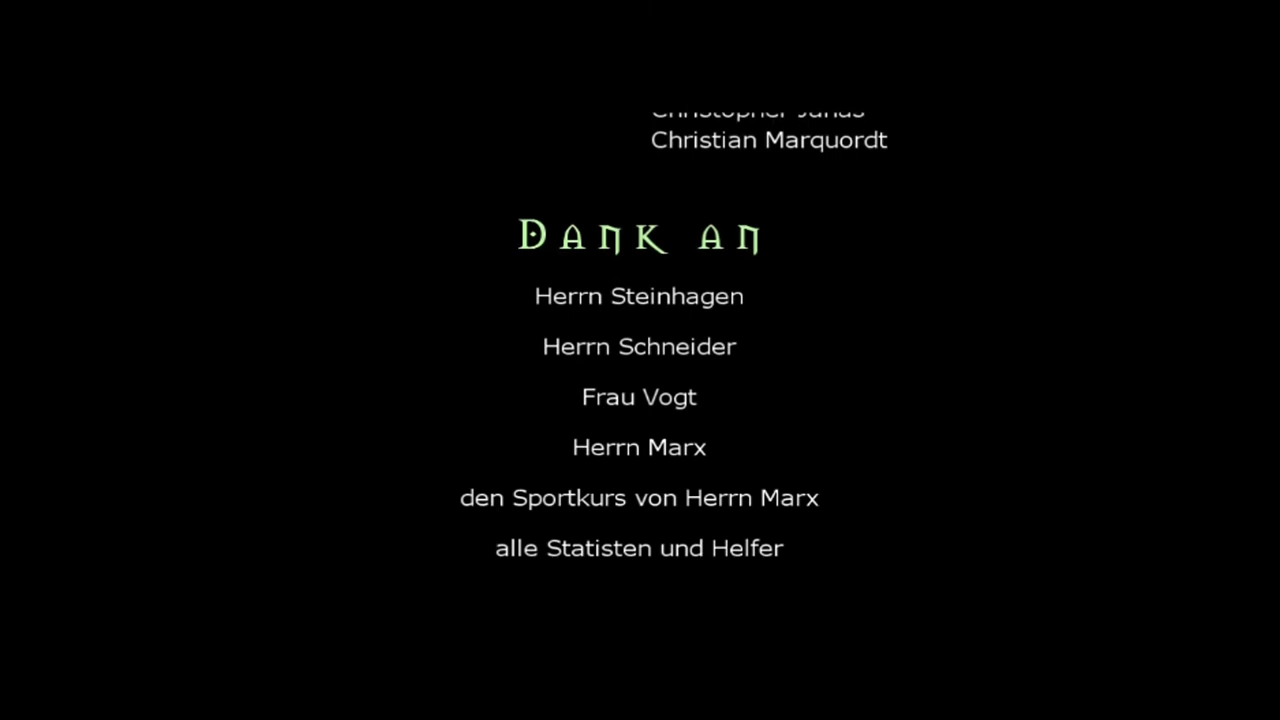 Christopher
Christian Marquordt
Dank an
Herrn Steinhagen
Herrn Schneider
Frau Vogt
Herrn Marx
den Sportkurs von Herrn Marx
alle Statisten und Helfer